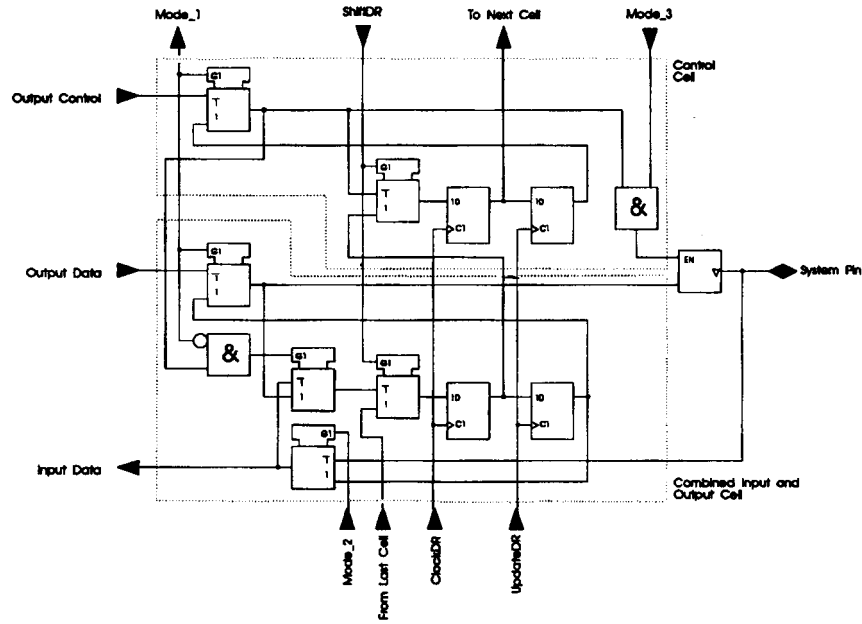 Mode_1
ShiftDR
To Next Cell
Mode_3
Control
Cell
Output Control
G1
T
1
G1
T
1
1D
C1
1D
C1
&
Output Data
G1
T
1
EN
System Pin
&
G1
T
1
G1
T
1
1D
C1
1D
C1
G1
T
1
Input Data
Combined Input and
Output Cell
Mode_2
From Last Cell
ClockDR
UpdateDR